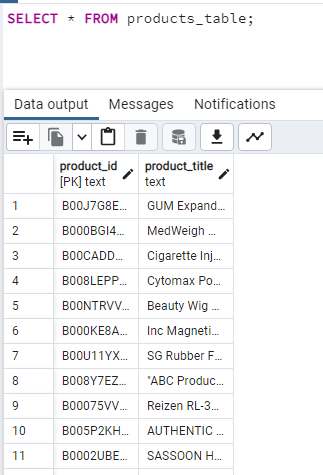 SELECT * FROM products_table;
Data output Messages Notifications
product_id product_title
[PK] text text
1 B00J7G8E... GUM Expand...
2 B000BGI4... MedWeigh ...
3 B00CADD... Cigarette Inj...
4 B008LEPP... Cytomax Po...
5 B00NTRVV... Beauty Wig ...
6 B000KE8A... Inc Magneti...
7 B00U11YX... SG Rubber F...
8 B008Y7EZ... "ABC Produc...
9 B00075VV... Reizen RL-3...
10 B005P2KH... AUTHENTIC ...
11 B0002UBE... SASSOON H...